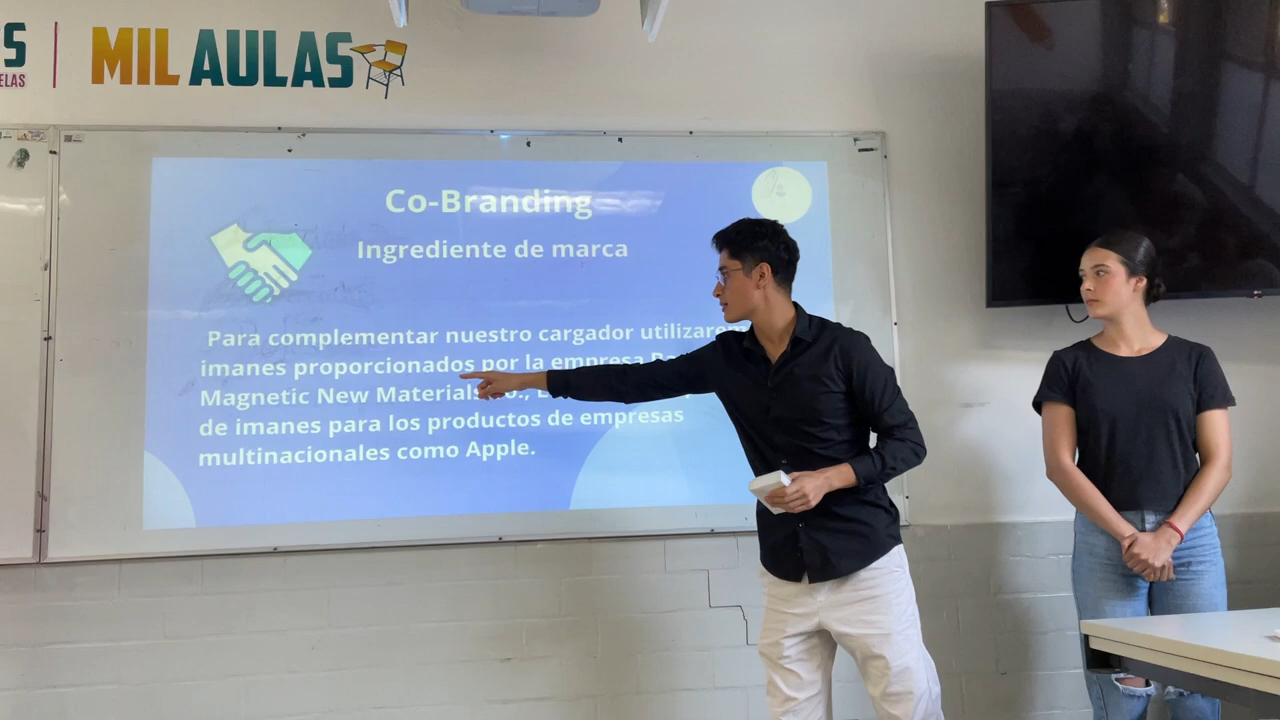 S
ELAS
MIL AULAS
Co-Branding
Ingrediente de marca
Para complementar nuestro cargador
imanes proporcionados por la empresa
Magnetic New Materials
de imanes para los productos de empresas
multinacionales como Apple.